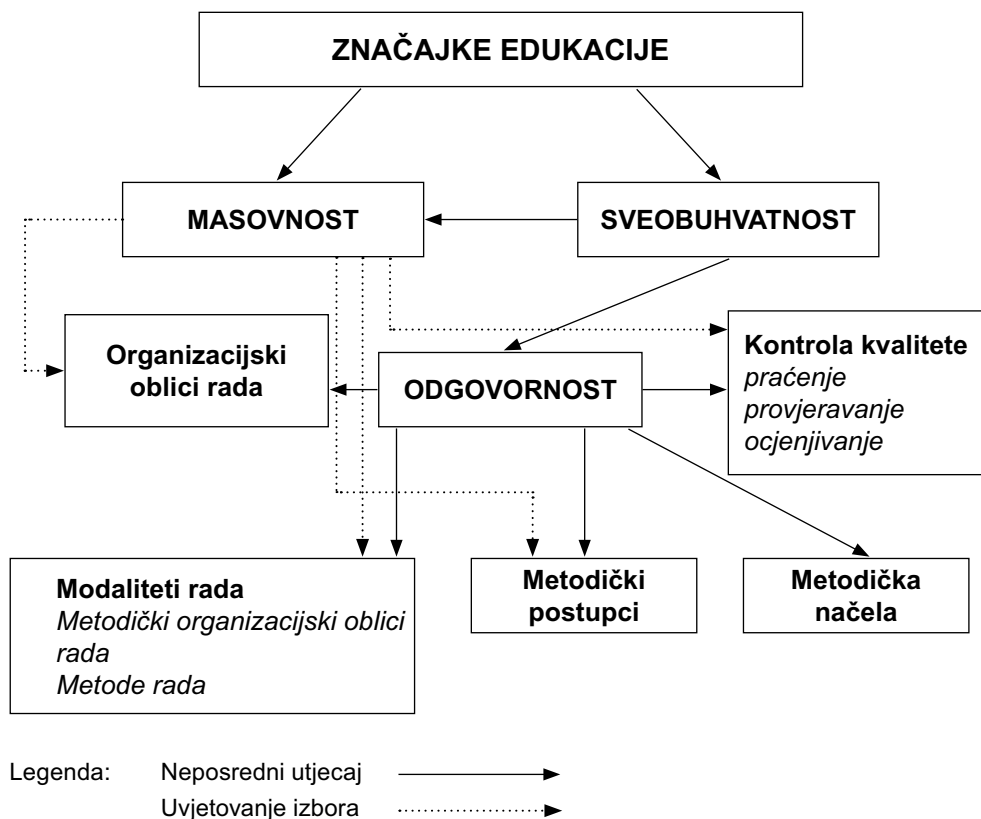 ZNAČAJKE EDUKACIJE
MASOVNOST
SVEOBUHVATNOST
Organizacijski
oblici rada
ODGOVORNOST
Kontrola kvalitete
praćenje
provjeravanje
ocjenjivanje
Modaliteti rada
Metodički organizacijski oblici
rada
Metode rada
Metodički
postupci
Metodička
načela
Legenda: Neposredni utjecaj
Uvjetovanje izbora